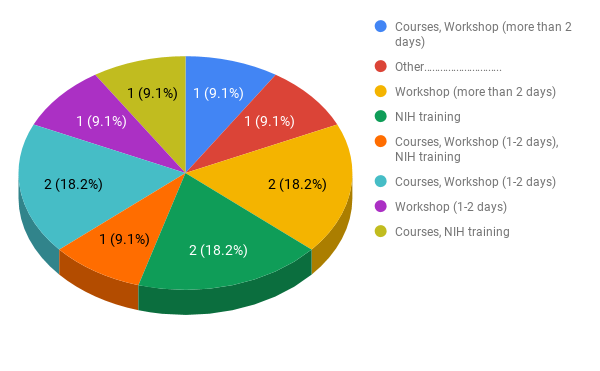 1 (9.1%)
1 (9.1%)
1 (9.1%)
1 (9.1%)
2 (18.2%)
2 (18.2%)
1 (9.1%)
2 (18.2%)
Courses, Workshop (more than 2
days)
Other............................
Workshop (more than 2 days)
NIH training
Courses, Workshop (1-2 days),
NIH training
Courses, Workshop (1-2 days)
Workshop (1-2 days)
Courses, NIH training